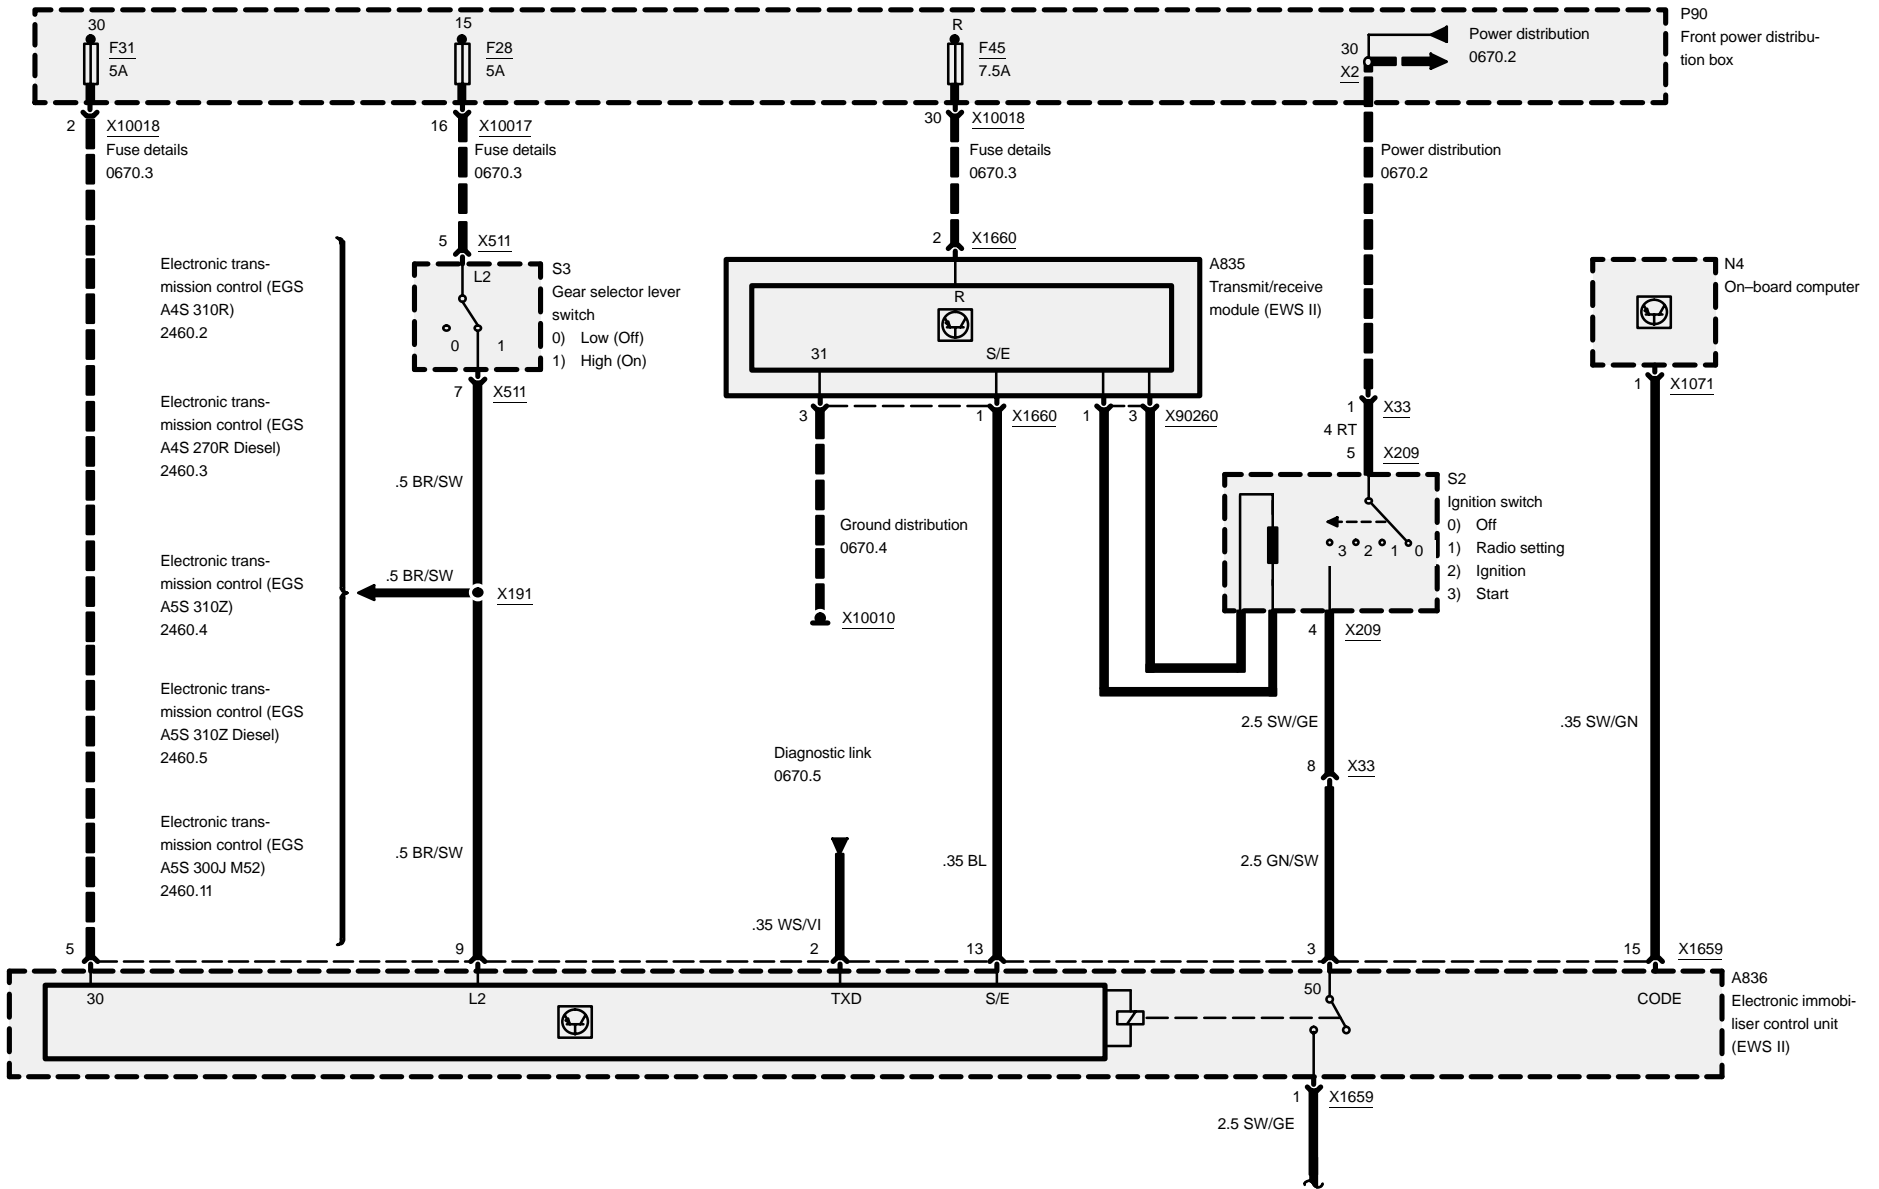 30
F31
5A
15
F28
5A
R
F45
7.5A
30
X2
Power distribution
0670.2
P90
Front power distribu-
tion box
2
X10018
Fuse details
0670.3
16
X10017
Fuse details
0670.3
30
X10018
Fuse details
0670.3
Power distribution
0670.2
Electronic trans-
mission control (EGS
A4S 310R)
2460.2
Electronic trans-
mission control (EGS
A4S 270R Diesel)
2460.3
Electronic trans-
mission control (EGS
A5S 310Z)
2460.4
Electronic trans-
mission control (EGS
A5S 310Z Diesel)
2460.5
Electronic trans-
mission control (EGS
A5S 300J M52)
2460.11
5
X511
L2
0
1
S3
Gear selector lever
switch
0) Low (Off)
1) High (On)
7
X511
.5 BR/SW
.5 BR/SW
X191
.5 BR/SW
2
X1660
R
31
S/E
A835
Transmit/receive
module (EWS II)
3
1
X1660
1
3
X90260
Ground distribution
0670.4
X10010
Diagnostic link
0670.5
.35 WS/VI
.35 BL
1
X33
4 RT
5
X209
3
2
1
0
S2
Ignition switch
0) Off
1) Radio setting
2) Ignition
3) Start
4
X209
2.5 SW/GE
8
X33
2.5 GN/SW
N4
On–board computer
1
X1071
.35 SW/GN
5
9
2
13
3
15
X1659
30
L2
TXD
S/E
50
CODE
A836
Electronic immobi-
liser control unit
(EWS II)
1
X1659
2.5 SW/GE